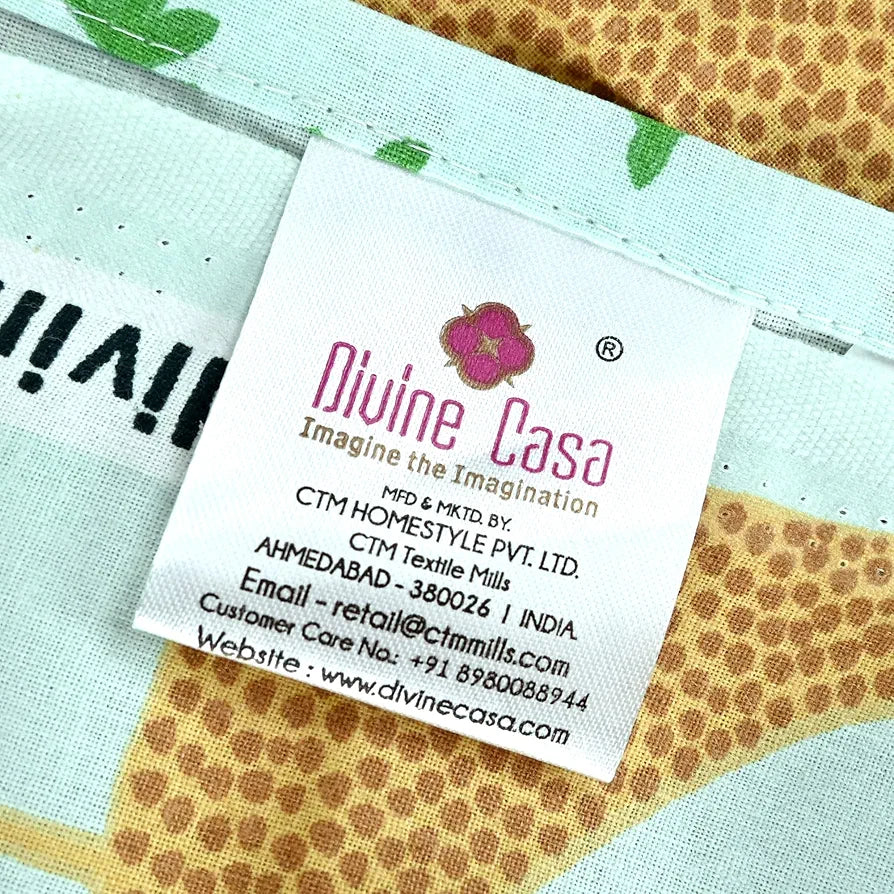 ®
Divine Casa
Imagine the Imagination
MFD & MKTD. BY.
CTM HOMESTYLE PVT. LTD.
CTM Textile Mills
AHMEDABAD - 380026 | INDIA
Email - retail@ctmmills.com
Customer Care No.: +91 8980088944
Website : www.divinecasa.com